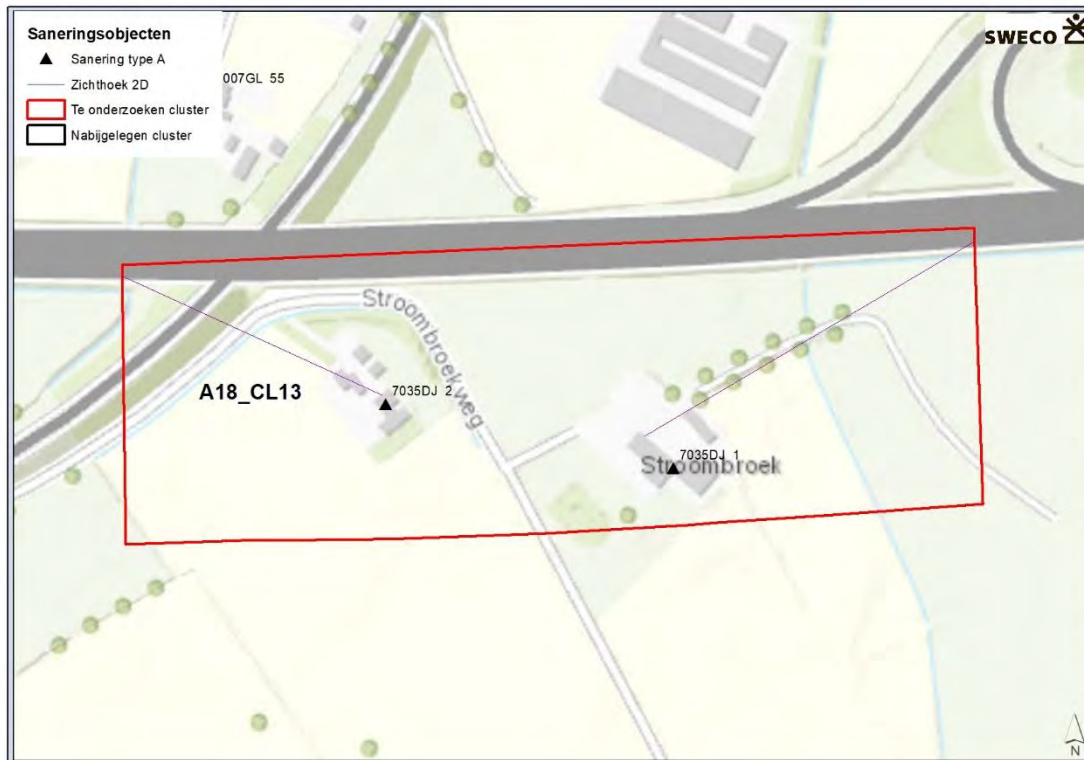 Saneringsobjecten
Sanering type A
Zichthoek 2D
Te onderzoeken cluster
Nabijgelegen cluster
007GL 55
SWECO
Stroombroekweg
A18_CL13
7035DJ 2
7035DJ 1
Stroombroek
N